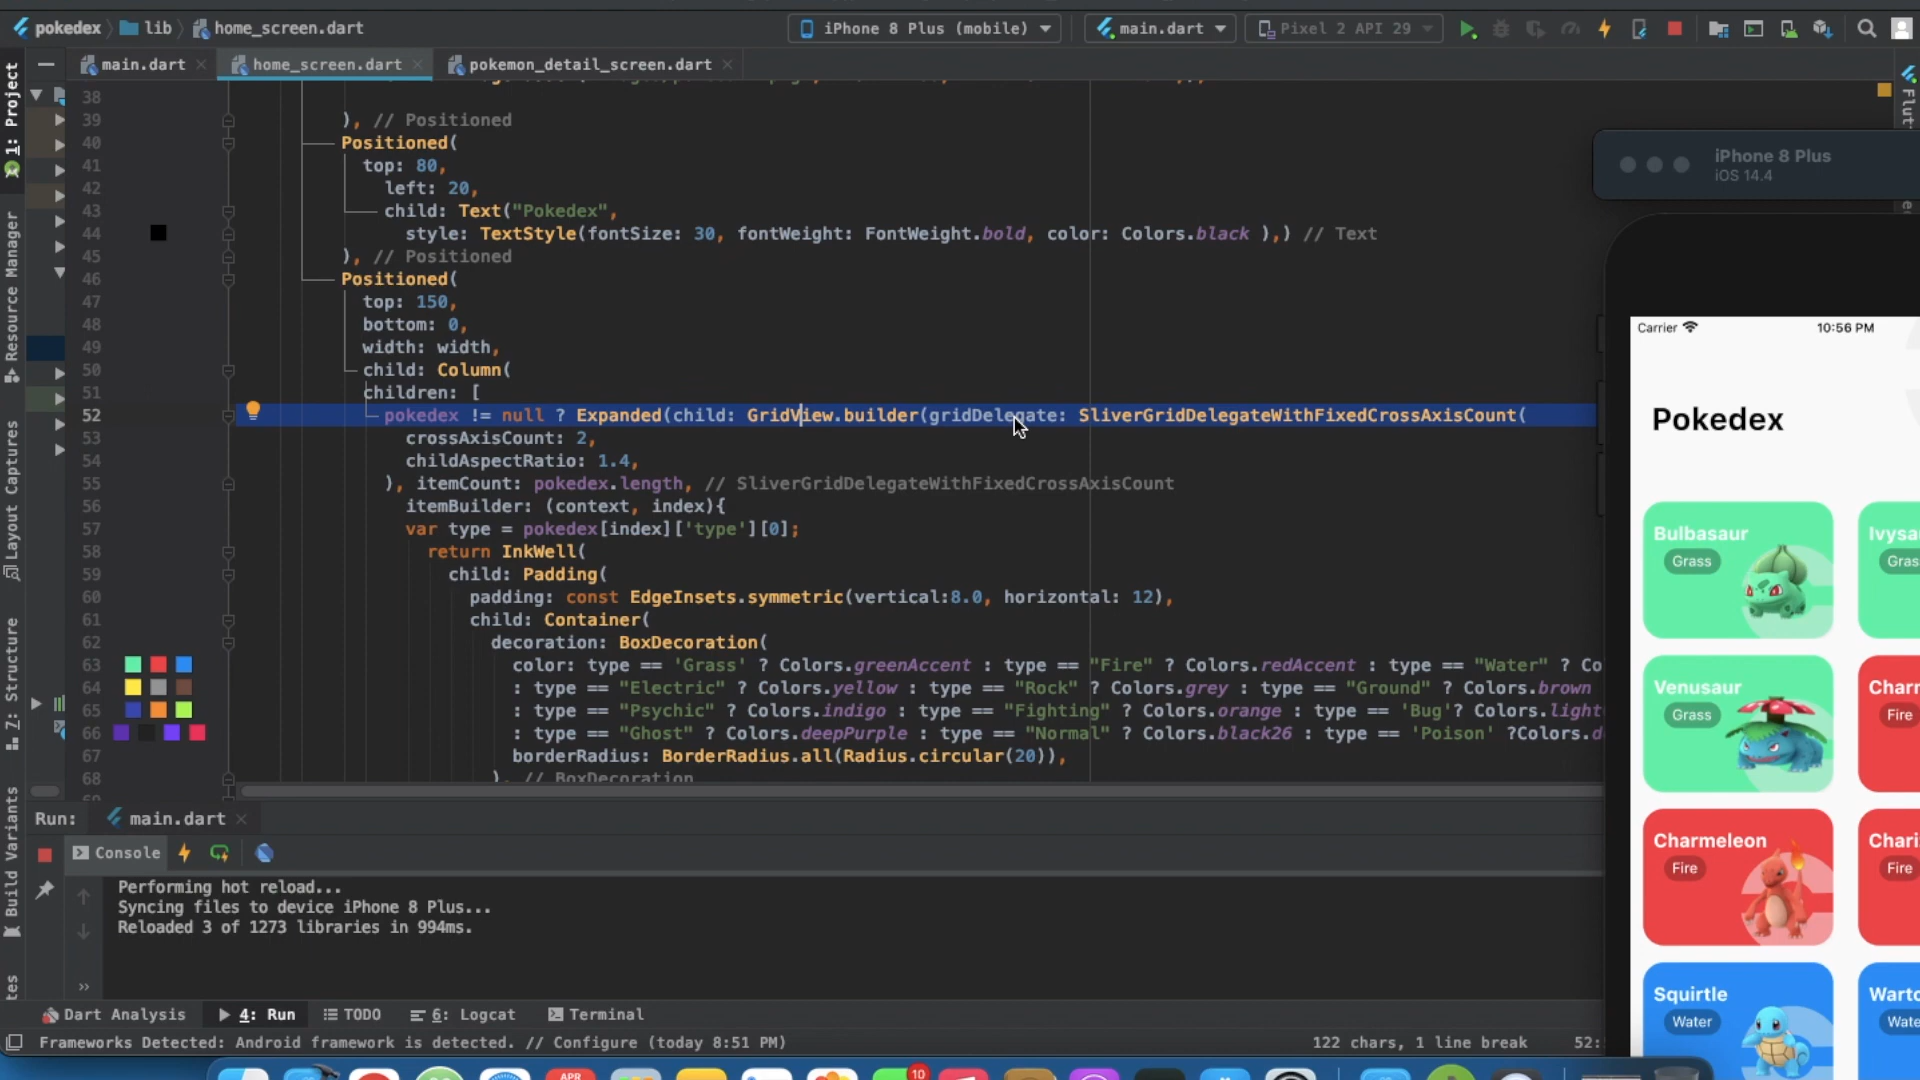 pokedex lib home_screen.dart iPhone 8 Plus (mobile) main.dart Pixel 2 API 29
main.dart home_screen.dart pokemon_detail_screen.dart
1: Project
Resource Manager
Layout Captures
Z: Structure
Build Variants
38
39 ), // Positioned
40 Positioned(
41 top: 80,
42 left: 20,
43 child: Text("Pokedex",
44 style: TextStyle(fontSize: 30, fontWeight: FontWeight.bold, color: Colors.black ),) // Text
45 ), // Positioned
46 Positioned(
47 top: 150,
48 bottom: 0,
49 width: width,
50 child: Column(
51 children: [
52 pokedex != null ? Expanded(child: GridView.builder(gridDelegate: SliverGridDelegateWithFixedCrossAxisCount(
53 crossAxisCount: 2,
54 childAspectRatio: 1.4,
55 ), itemCount: pokedex.length, // SliverGridDelegateWithFixedCrossAxisCount
56 itemBuilder: (context, index){
57 var type = pokedex[index]['type'][0];
58 return InkWell(
59 child: Padding(
60 padding: const EdgeInsets.symmetric(vertical:8.0, horizontal: 12),
61 child: Container(
62 decoration: BoxDecoration(
63 color: type == 'Grass' ? Colors.greenAccent : type == "Fire" ? Colors.redAccent : type == "Water" ? Co
64 : type == "Electric" ? Colors.yellow : type == "Rock" ? Colors.grey : type == "Ground" ? Colors.brown
65 : type == "Psychic" ? Colors.indigo : type == "Fighting" ? Colors.orange : type == 'Bug'? Colors.light
66 : type == "Ghost" ? Colors.deepPurple : type == "Normal" ? Colors.black26 : type == 'Poison' ?Colors.d
67 borderRadius: BorderRadius.all(Radius.circular(20)),
68 ), // BoxDecoration
iPhone 8 Plus
iOS 14.4
Carrier 10:56 PM
Pokedex
Bulbasaur Ivysa
Grass Gras
Venusaur Charm
Grass Fire
Charmeleon Chari
Fire Fire
Squirtle Warto
Water Wate
Run: main.dart
Console
Performing hot reload...
Syncing files to device iPhone 8 Plus...
Reloaded 3 of 1273 libraries in 994ms.
Dart Analysis 4: Run TODO 6: Logcat Terminal
Frameworks Detected: Android framework is detected. // Configure (today 8:51 PM) 122 chars, 1 line break 52:
APR 10